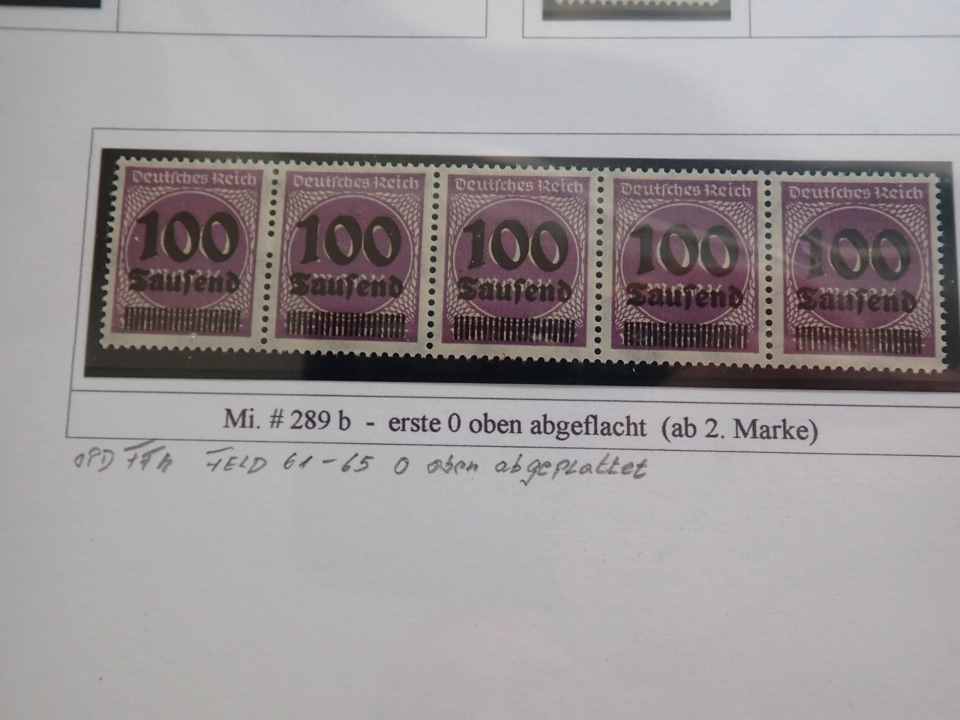 Deutsches Reich Deutsches Reich Deutsches Reich Deutsches Reich Deutsches Reich
100 100 100 100 100
Tausend Tausend Tausend Tausend Tausend
Mi. # 289 b - erste 0 oben abgeflacht (ab 2. Marke)
OPD FELD 61-65 0 oben abgeplattet